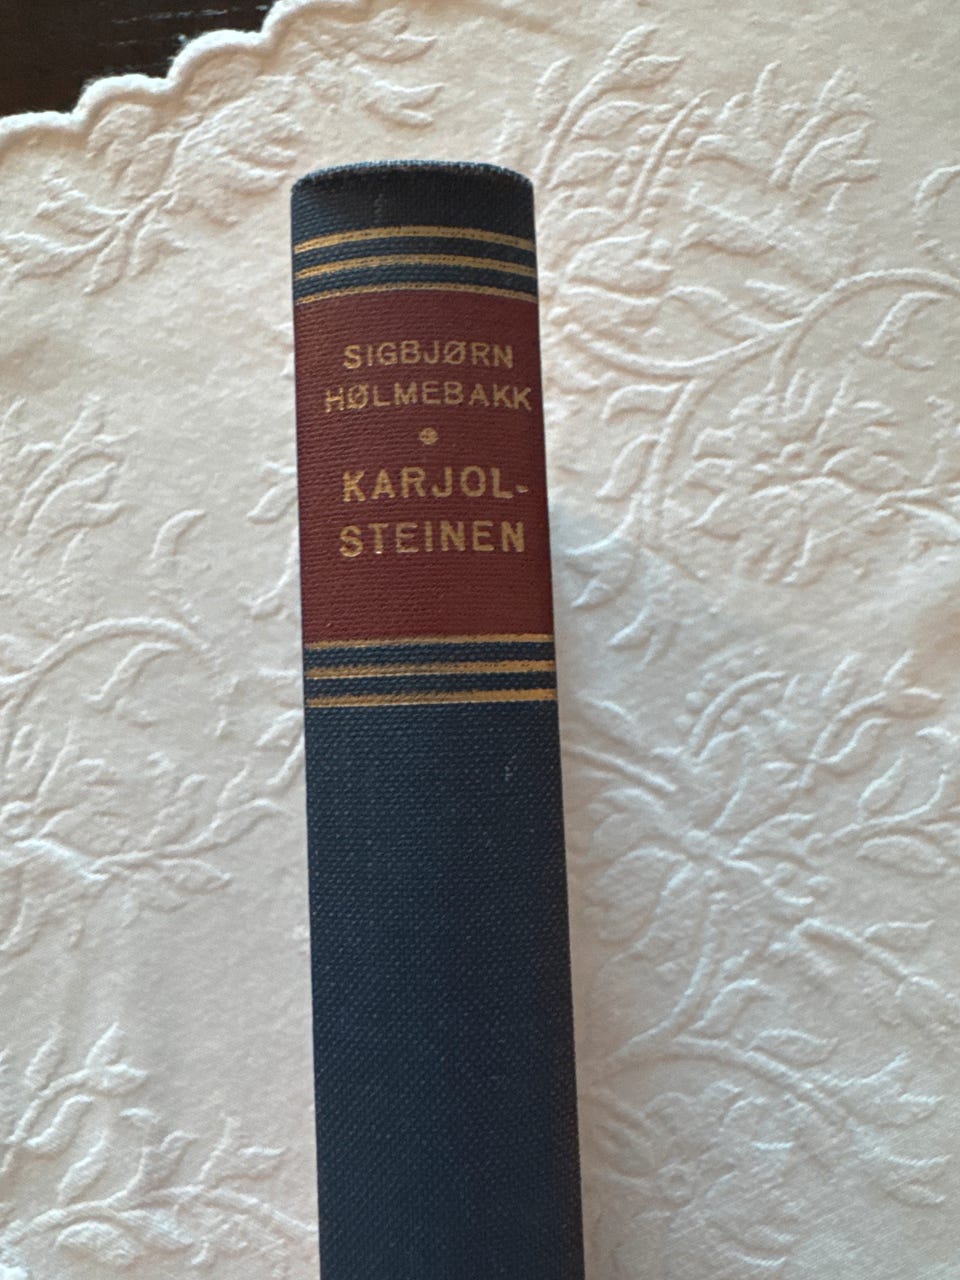 SIGBJØRN
HØLMEBAKK
KARJOL-
STEINEN